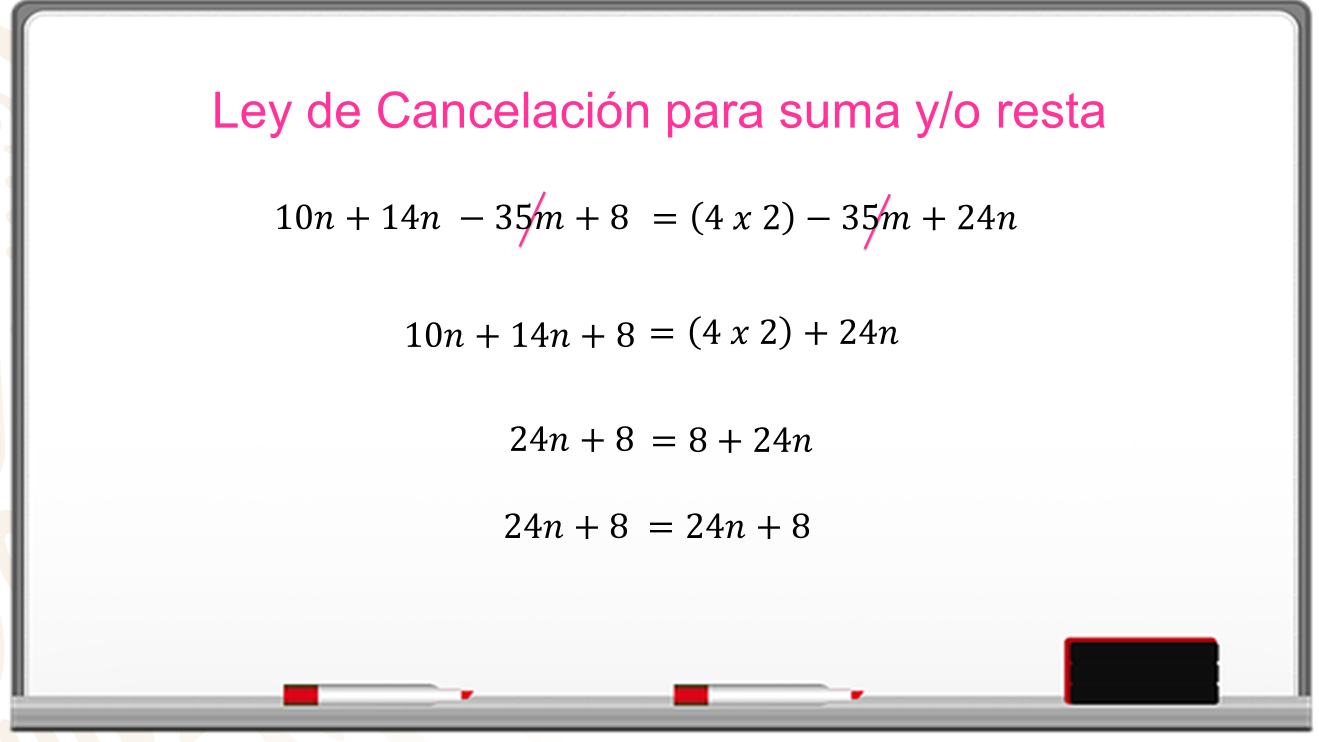 Ley de Cancelación para suma y/o resta
10n + 14n − 35m + 8 = (4 x 2) − 35m + 24n
10n + 14n + 8 = (4 x 2) + 24n
24n + 8 = 8 + 24n
24n + 8 = 24n + 8